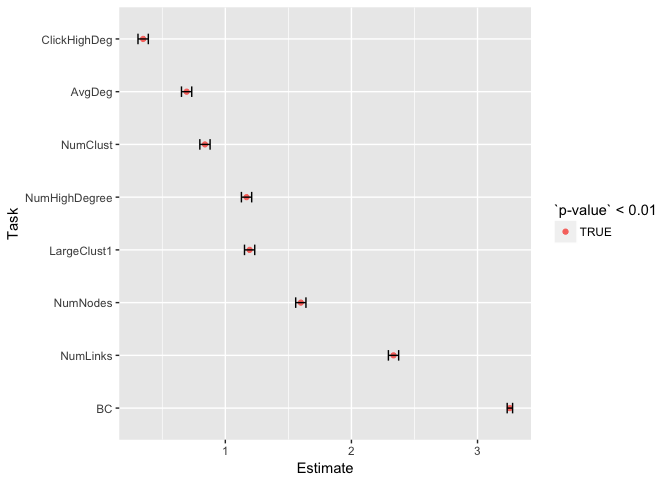 ClickHighDeg
AvgDeg
NumClust
NumHighDegree
LargeClust1
NumNodes
NumLinks
BC
Task
1 2 3
Estimate
`p-value` < 0.01
TRUE